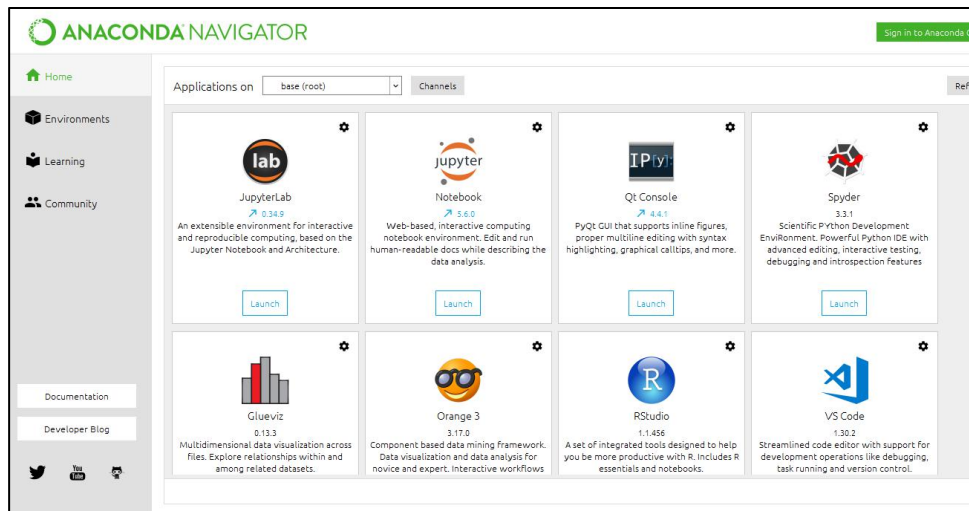 ANACONDA NAVIGATOR
Sign in to Anaconda
Home
Environments
Learning
Community
Documentation
Developer Blog
You
Tube
Applications on
base (root)
Channels
Ref
lab
JupyterLab
0.34.9
An extensible environment for interactive
and reproducible computing, based on the
Jupyter Notebook and Architecture.
Launch
jupyter
Notebook
5.6.0
Web-based, interactive computing
notebook environment. Edit and run
human-readable docs while describing the
data analysis.
Launch
IP[y]:
Qt Console
4.4.1
PyQt GUI that supports inline figures,
proper multiline editing with syntax
highlighting, graphical calltips, and more.
Launch
Spyder
3.3.1
Scientific PYthon Development
EnviRonment. Powerful Python IDE with
advanced editing, interactive testing,
debugging and introspection features
Launch
Glueviz
0.13.3
Multidimensional data visualization across
files. Explore relationships within and
among related datasets.
Orange 3
3.17.0
Component based data mining framework.
Data visualization and data analysis for
novice and expert. Interactive workflows
R
RStudio
1.1.456
A set of integrated tools designed to help
you be more productive with R. Includes R
essentials and notebooks.
VS Code
1.30.2
Streamlined code editor with support for
development operations like debugging,
task running and version control.